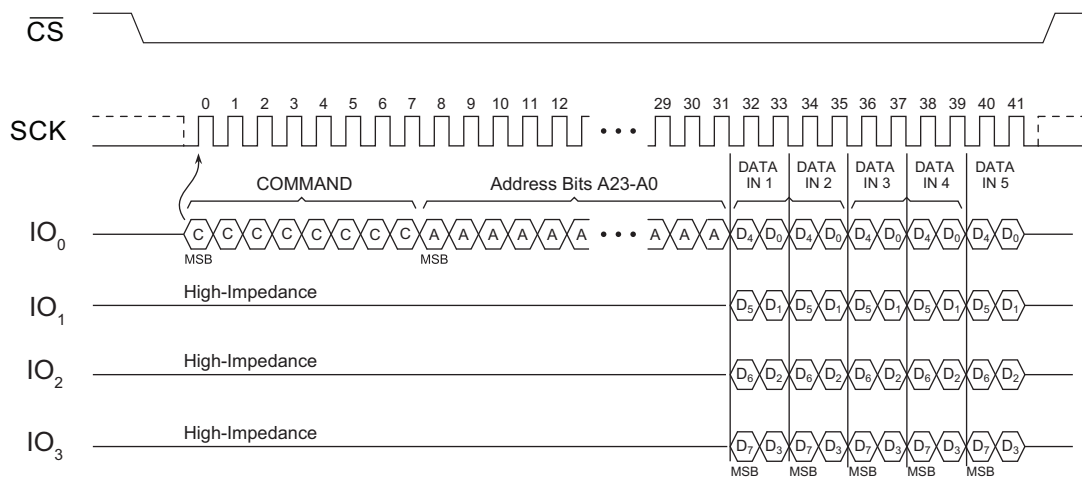 CS
0 1 2 3 4 5 6 7 8 9 10 11 12 29 30 31 32 33 34 35 36 37 38 39 40 41
SCK
DATA IN 1 DATA IN 2 DATA IN 3 DATA IN 4 DATA IN 5
COMMAND Address Bits A23-A0
IO0 C C C C C C C C A A A A A A A A A D4 D0 D4 D0 D4 D0 D4 D0 D4 D0
MSB MSB
High-Impedance
IO1 D5 D1 D5 D1 D5 D1 D5 D1 D5 D1
High-Impedance
IO2 D6 D2 D6 D2 D6 D2 D6 D2 D6 D2
High-Impedance
IO3 D7 D3 D7 D3 D7 D3 D7 D3 D7 D3
MSB MSB MSB MSB MSB